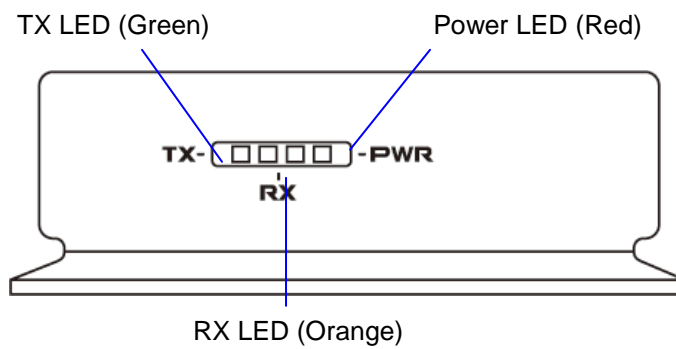 TX LED (Green)
Power LED (Red)
TX-
-PWR
RX
RX LED (Orange)